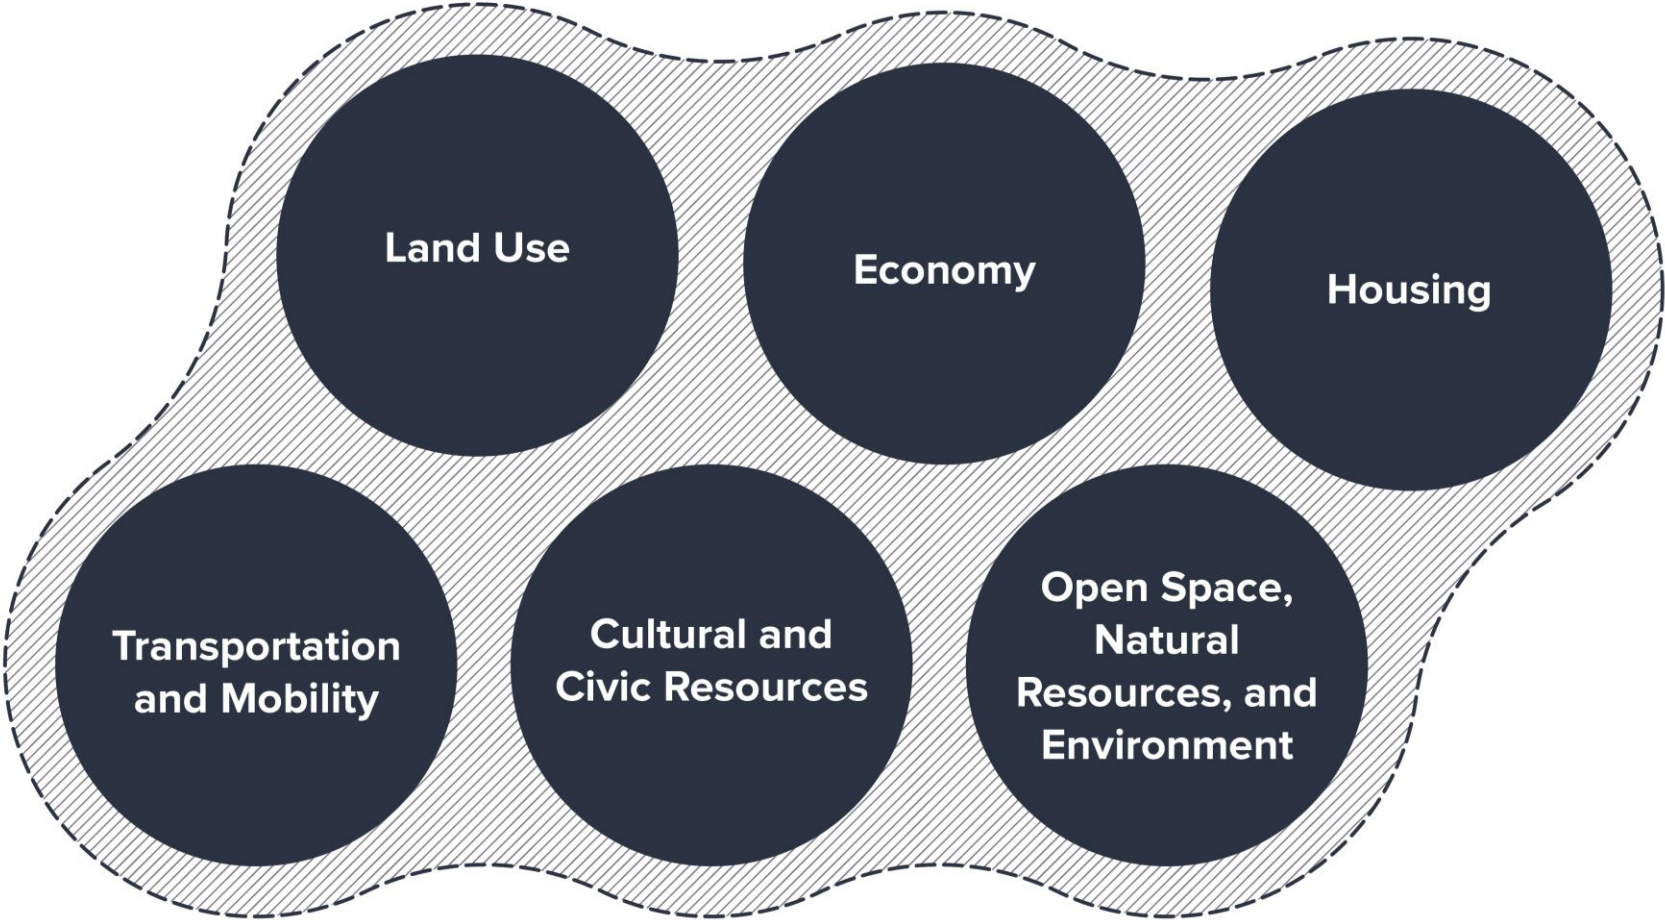 Land Use
Economy
Housing
Transportation
and Mobility
Cultural and
Civic Resources
Open Space,
Natural
Resources, and
Environment